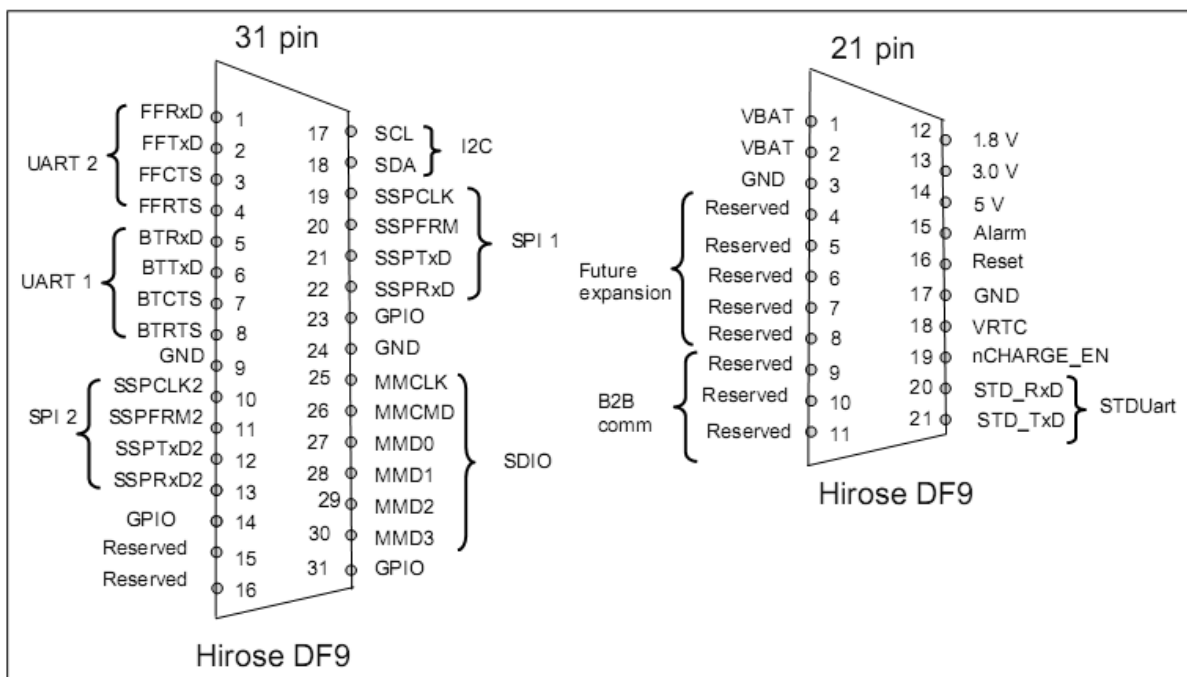 31 pin
UART 2
FFRxD 1
FFTxD 2
FFCTS 3
FFRTS 4
UART 1
BTRxD 5
BTTxD 6
BTCTS 7
BTRTS 8
GND 9
SPI 2
SSPCLK2 10
SSPFRM2 11
SSPTxD2 12
SSPRxD2 13
GPIO 14
Reserved 15
Reserved 16
17 SCL
18 SDA
I2C
19 SSPCLK
20 SSPFRM
21 SSPTxD
22 SSPRxD
SPI 1
23 GPIO
24 GND
25 MMCLK
26 MMCMD
27 MMD0
28 MMD1
29 MMD2
30 MMD3
SDIO
31 GPIO
Hirose DF9
21 pin
VBAT 1
VBAT 2
GND 3
Future
expansion
Reserved 4
Reserved 5
Reserved 6
Reserved 7
Reserved 8
B2B
comm
Reserved 9
Reserved 10
Reserved 11
12 1.8 V
13 3.0 V
14 5 V
15 Alarm
16 Reset
17 GND
18 VRTC
19 nCHARGE_EN
20 STD_RxD
21 STD_TxD
STDUart
Hirose DF9